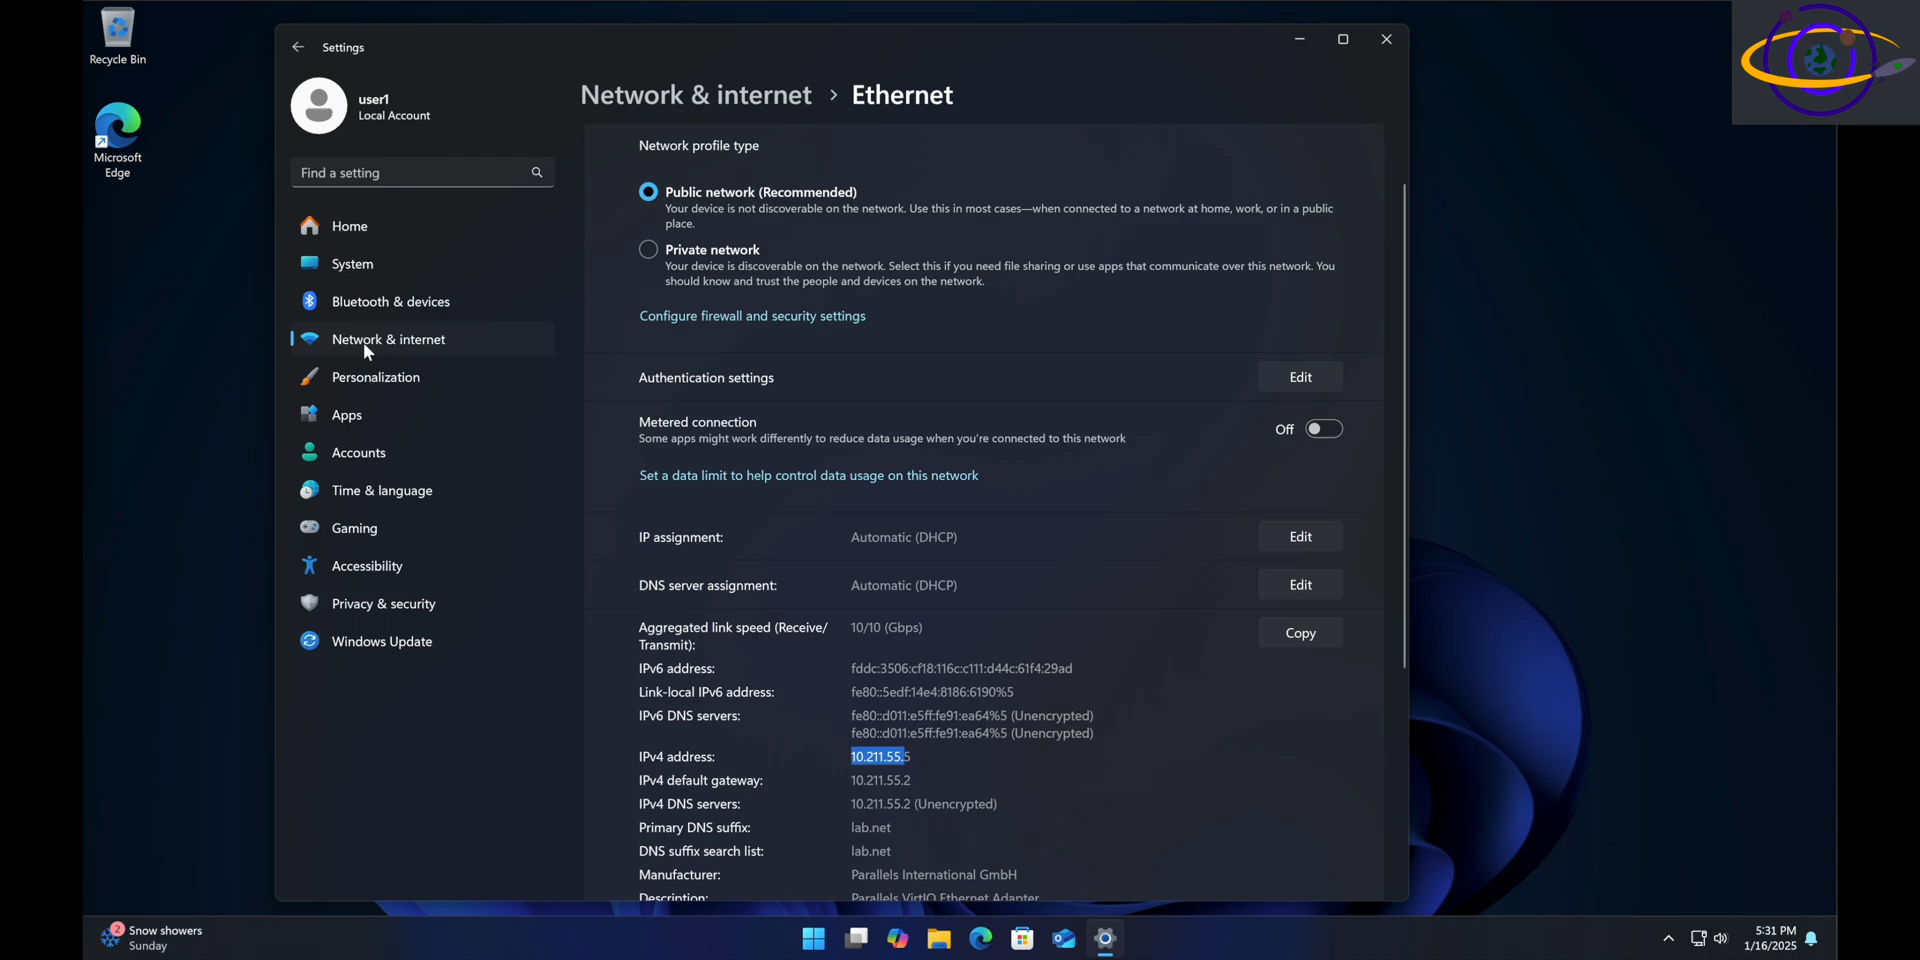 Recycle Bin
Microsoft
Edge
Settings
user1
Local Account
Find a setting
Home
System
Bluetooth & devices
Network & internet
Personalization
Apps
Accounts
Time & language
Gaming
Accessibility
Privacy & security
Windows Update
Network & internet › Ethernet
Network profile type
Public network (Recommended)
Your device is not discoverable on the network. Use this in most cases—when connected to a network at home, work, or in a public
place.
Private network
Your device is discoverable on the network. Select this if you need file sharing or use apps that communicate over this network. You
should know and trust the people and devices on the network.
Configure firewall and security settings
Authentication settings Edit
Metered connection
Some apps might work differently to reduce data usage when you're connected to this network
Off
Set a data limit to help control data usage on this network
IP assignment: Automatic (DHCP) Edit
DNS server assignment: Automatic (DHCP) Edit
Aggregated link speed (Receive/ 10/10 (Gbps) Copy
Transmit):
IPv6 address: fddc:3506:cf18:116c:c111:d44c:61f4:29ad
Link-local IPv6 address: fe80::5edf:14e4:8186:6190%5
IPv6 DNS servers: fe80::d011:e5ff:fe91:ea64%5 (Unencrypted)
fe80::d011:e5ff:fe91:ea64%5 (Unencrypted)
IPv4 address: 10.211.55.5
IPv4 default gateway: 10.211.55.2
IPv4 DNS servers: 10.211.55.2 (Unencrypted)
Primary DNS suffix: lab.net
DNS suffix search list: lab.net
Manufacturer: Parallels International GmbH
Description: Parallels VirtIO Ethernet Adapter
2
Snow showers
Sunday
5:31 PM
1/16/2025